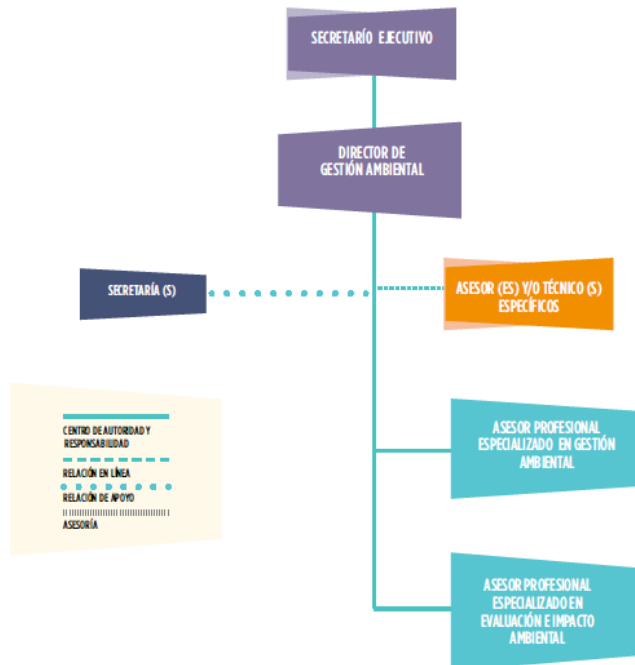 SECRETARÍO EJECUTIVO
DIRECTOR DE
GESTIÓN AMBIENTAL
SECRETARÍA (S)
ASESOR (ES) Y/O TÉCNICO (S)
ESPECÍFICOS
CENTRO DE AUTORIDAD Y
RESPONSABILIDAD
RELACIÓN EN LÍNEA
RELACIÓN DE APOYO
ASESORÍA
ASESOR PROFESIONAL
ESPECIALIZADO EN GESTIÓN
AMBIENTAL
ASESOR PROFESIONAL
ESPECIALIZADO EN
EVALUACIÓN E IMPACTO
AMBIENTAL